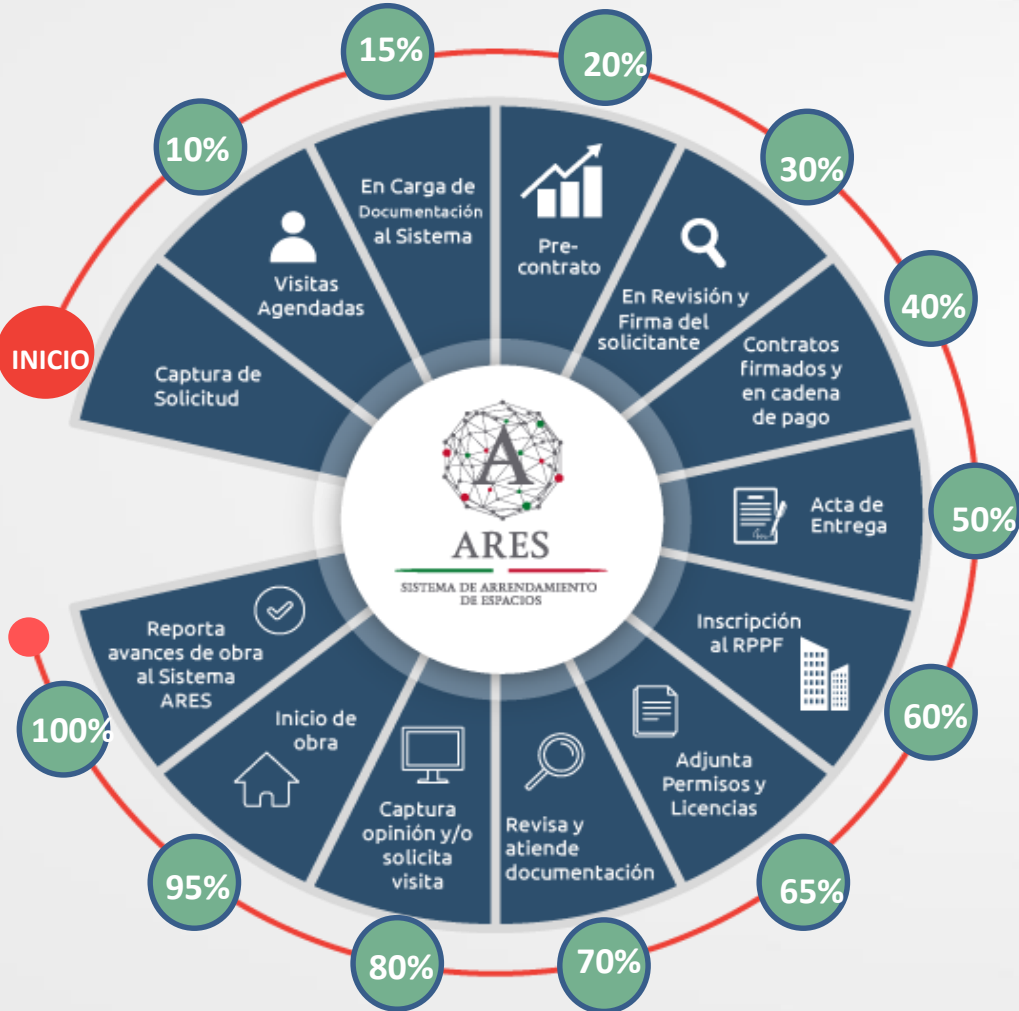 INICIO
Captura de
Solicitud
10%
Visitas
Agendadas
15%
En Carga de
Documentación
al Sistema
20%
Pre-
contrato
30%
En Revisión y
Firma del
solicitante
40%
Contratos
firmados y
en cadena
de pago
50%
Acta de
Entrega
60%
Inscripción
al RPPF
65%
Adjunta
Permisos y
Licencias
70%
Revisa y
atiende
documentación
80%
Captura
opinión y/o
solicita
visita
95%
Inicio de
obra
100%
Reporta
avances de obra
al Sistema
ARES
A
ARES
SISTEMA DE ARRENDAMIENTO
DE ESPACIOS